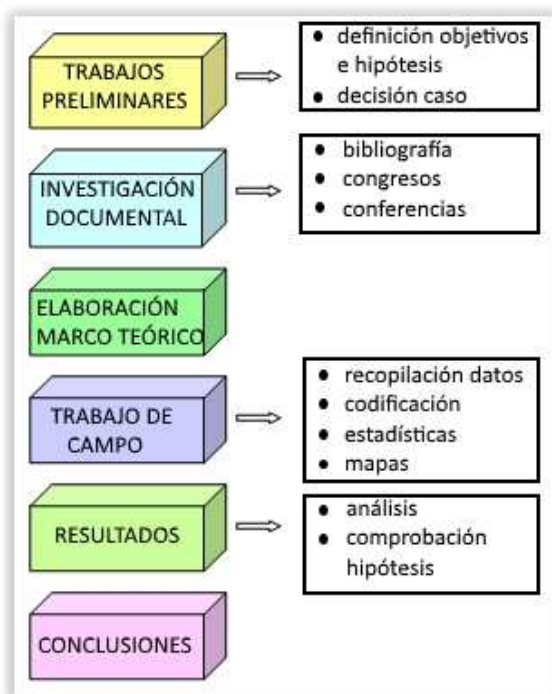 TRABAJOS
PRELIMINARES
• definición objetivos
e hipótesis
• decisión caso
INVESTIGACIÓN
DOCUMENTAL
• bibliografía
• congresos
• conferencias
ELABORACIÓN
MARCO TEÓRICO
TRABAJO DE
CAMPO
• recopilación datos
• codificación
• estadísticas
• mapas
RESULTADOS
• análisis
• comprobación
hipótesis
CONCLUSIONES